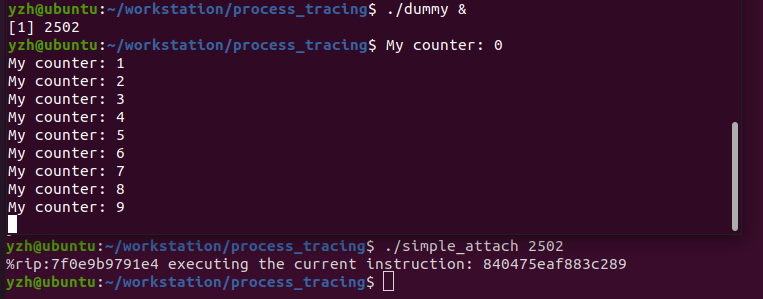 yzh@ubuntu:~/workstation/process_tracing$ ./dummy &
[1] 2502
yzh@ubuntu:~/workstation/process_tracing$ My counter: 0
My counter: 1
My counter: 2
My counter: 3
My counter: 4
My counter: 5
My counter: 6
My counter: 7
My counter: 8
My counter: 9
yzh@ubuntu:~/workstation/process_tracing$ ./simple_attach 2502
%rip:7f0e9b9791e4 executing the current instruction: 840475eaf883c289
yzh@ubuntu:~/workstation/process_tracing$